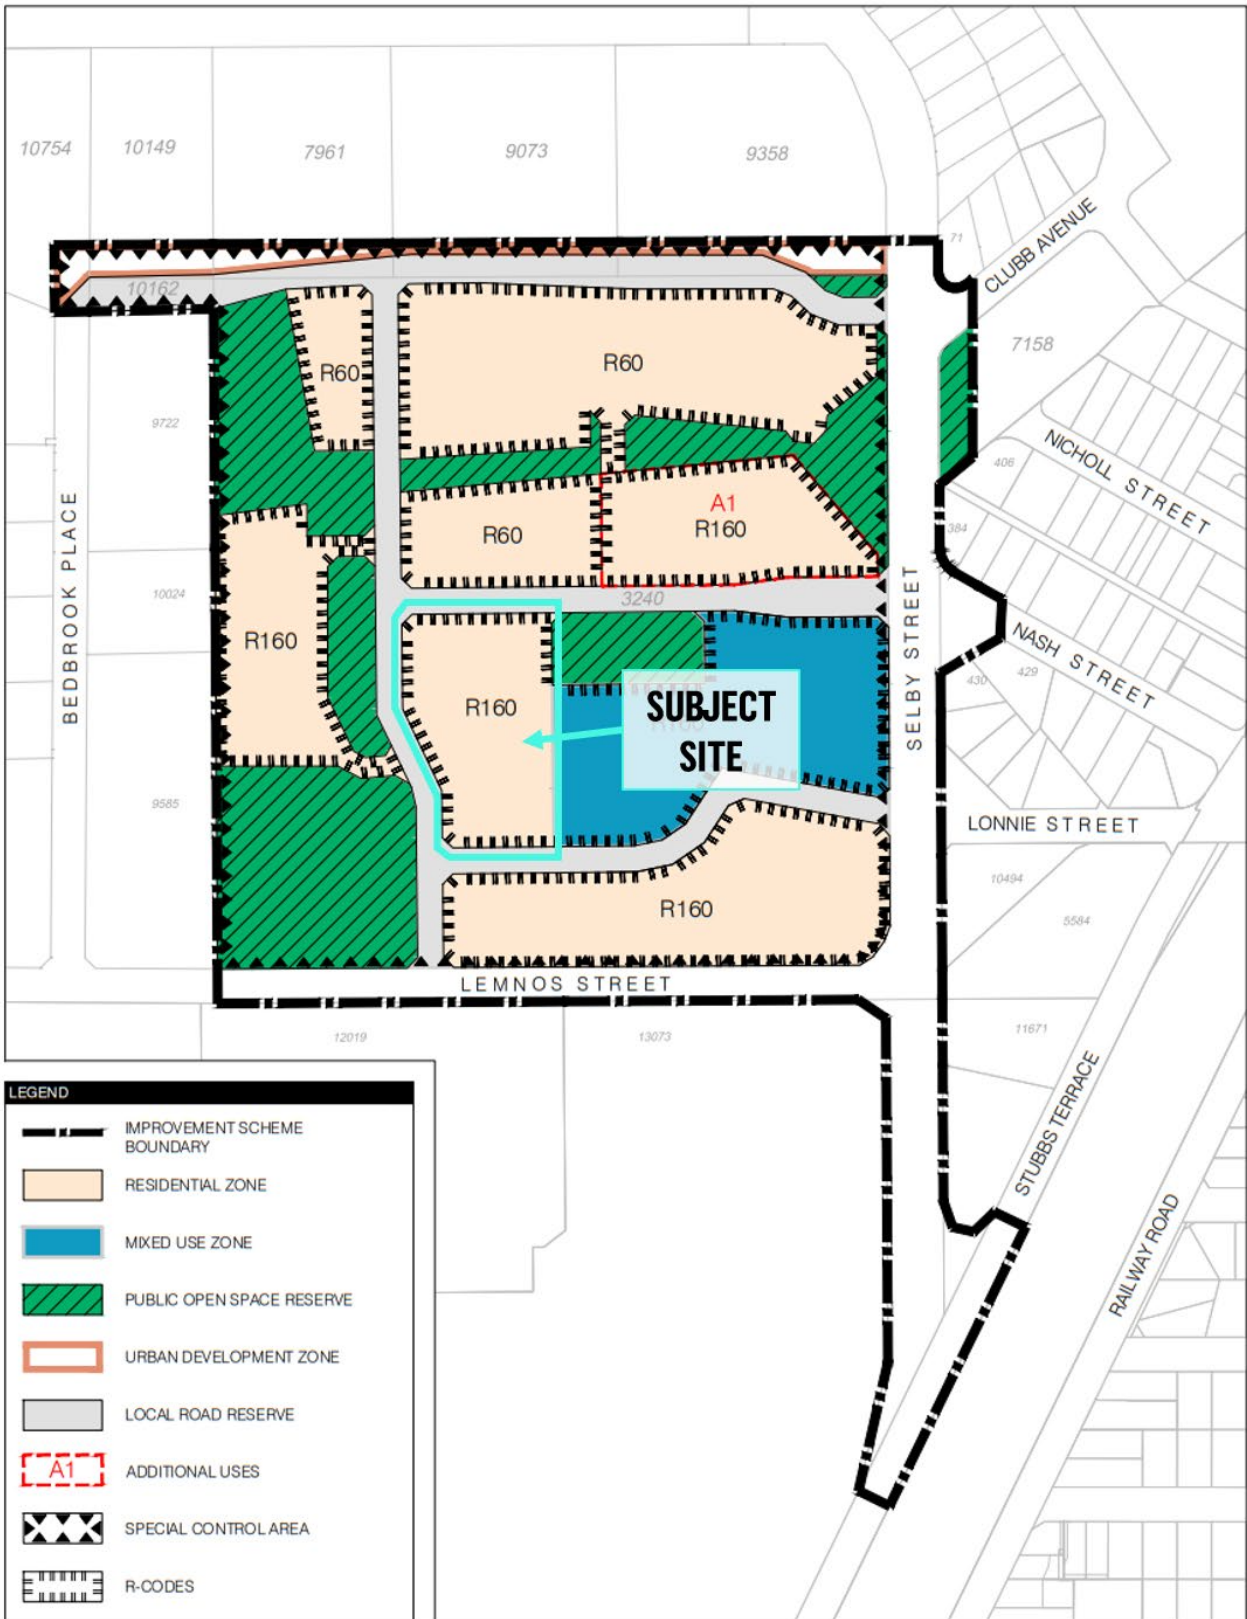 10754
10149
7961
9073
9358
71
CLUBB AVENUE
10162
7158
R60
R60
9722
NICHOLL STREET
406
A1
R160
R60
384
BEDBROOK PLACE
10024
3240
SELBY STREET
NASH STREET
R160
429
430
R160
SUBJECT
SITE
9585
LONNIE STREET
10494
5584
R160
LEMNOS STREET
12019
13073
11671
STUBBS TERRACE
RAILWAY ROAD
LEGEND
IMPROVEMENT SCHEME
BOUNDARY
RESIDENTIAL ZONE
MIXED USE ZONE
PUBLIC OPEN SPACE RESERVE
URBAN DEVELOPMENT ZONE
LOCAL ROAD RESERVE
A1
ADDITIONAL USES
SPECIAL CONTROL AREA
R-CODES